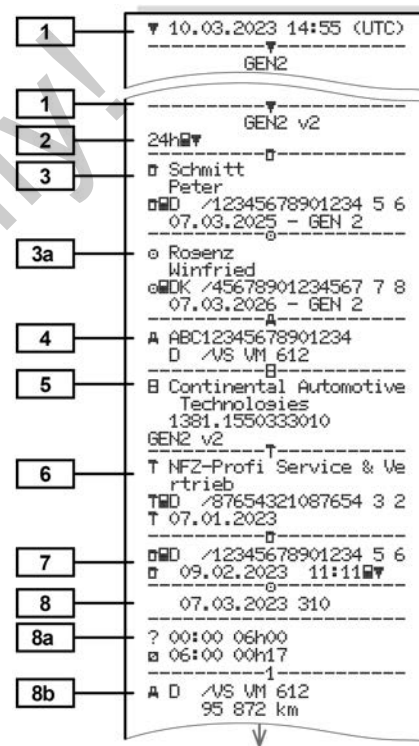 1 ▼ 10.03.2023 14:55 (UTC)
GEN2
1
GEN2 v2
2 24h▼
3 Schmitt
Peter
D /12345678901234 5 6
07.03.2025 - GEN 2
3a Rosenz
Winfried
DK /45678901234567 7 8
07.03.2026 - GEN 2
4 A ABC12345678901234
D /VS VM 612
5 B Continental Automotive
Technologies
1381.1550333010
GEN2 v2
6 T NFZ-Profi Service & Ve
rtrieb
T D /87654321087654 3 2
T 07.01.2023
7 D /12345678901234 5 6
09.02.2023 11:11▼
8 07.03.2023 310
8a ? 00:00 06h00
06:00 00h17
1
8b A D /VS VM 612
95 872 km